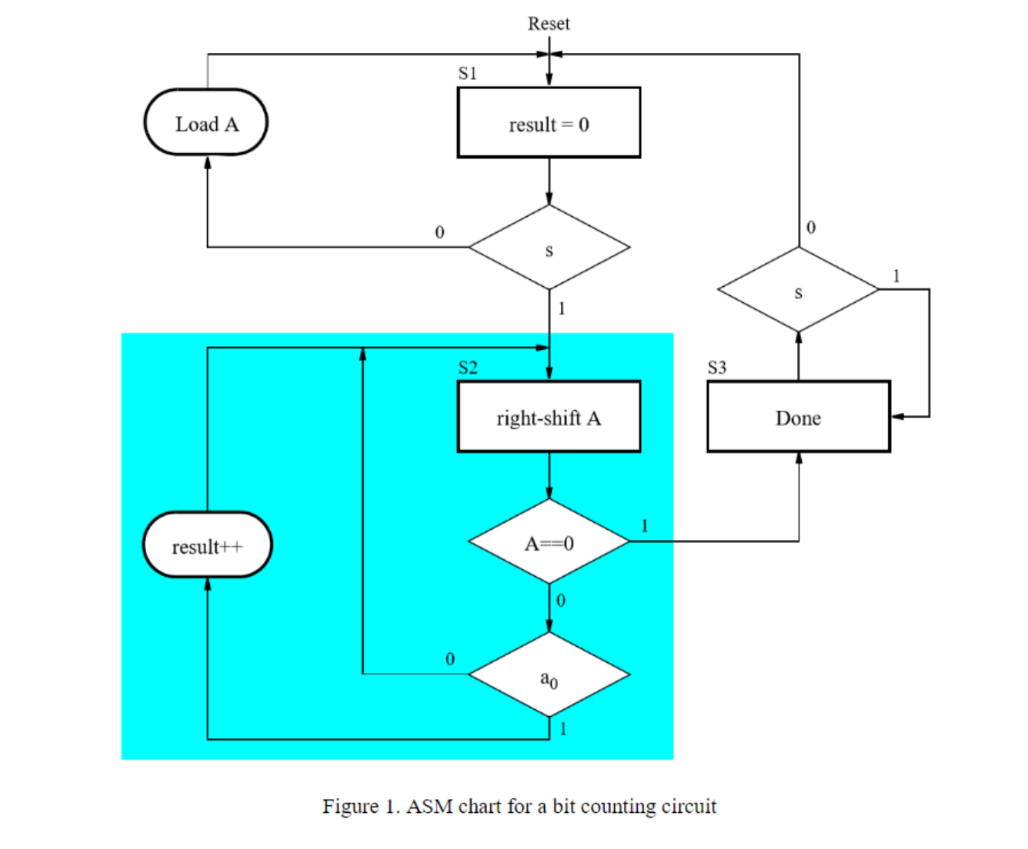 Reset
S1
Load A
result = 0
0
s
1
0
s
1
S2
right-shift A
S3
Done
A==0
1
0
result++
0
a0
1
Figure 1. ASM chart for a bit counting circuit